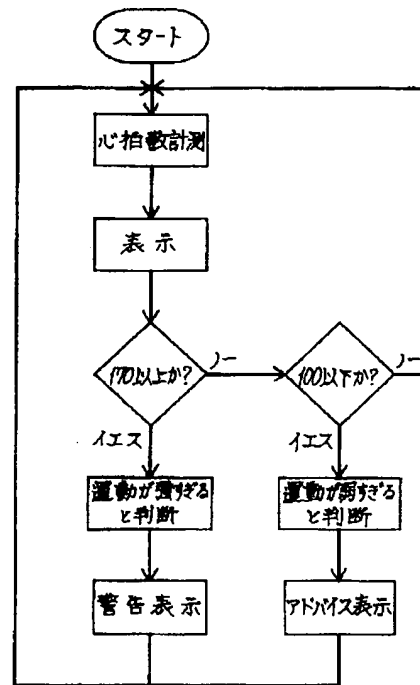 スタート
心拍数計測
表示
170以上か?
ノー
100以下か?
ノー
イエス
イエス
運動が強すぎる
と判断
運動が弱すぎる
と判断
警告表示
アドバイス表示